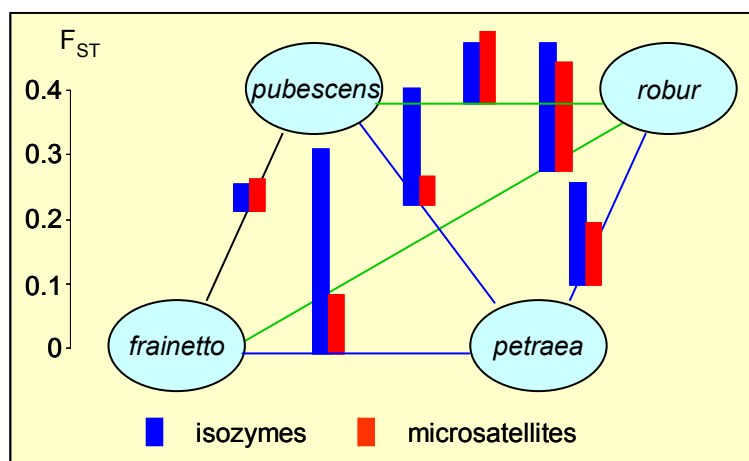 FST
pubescens
robur
0.4
0.3
0.2
0.1
0
frainetto
petraea
isozymes
microsatellites